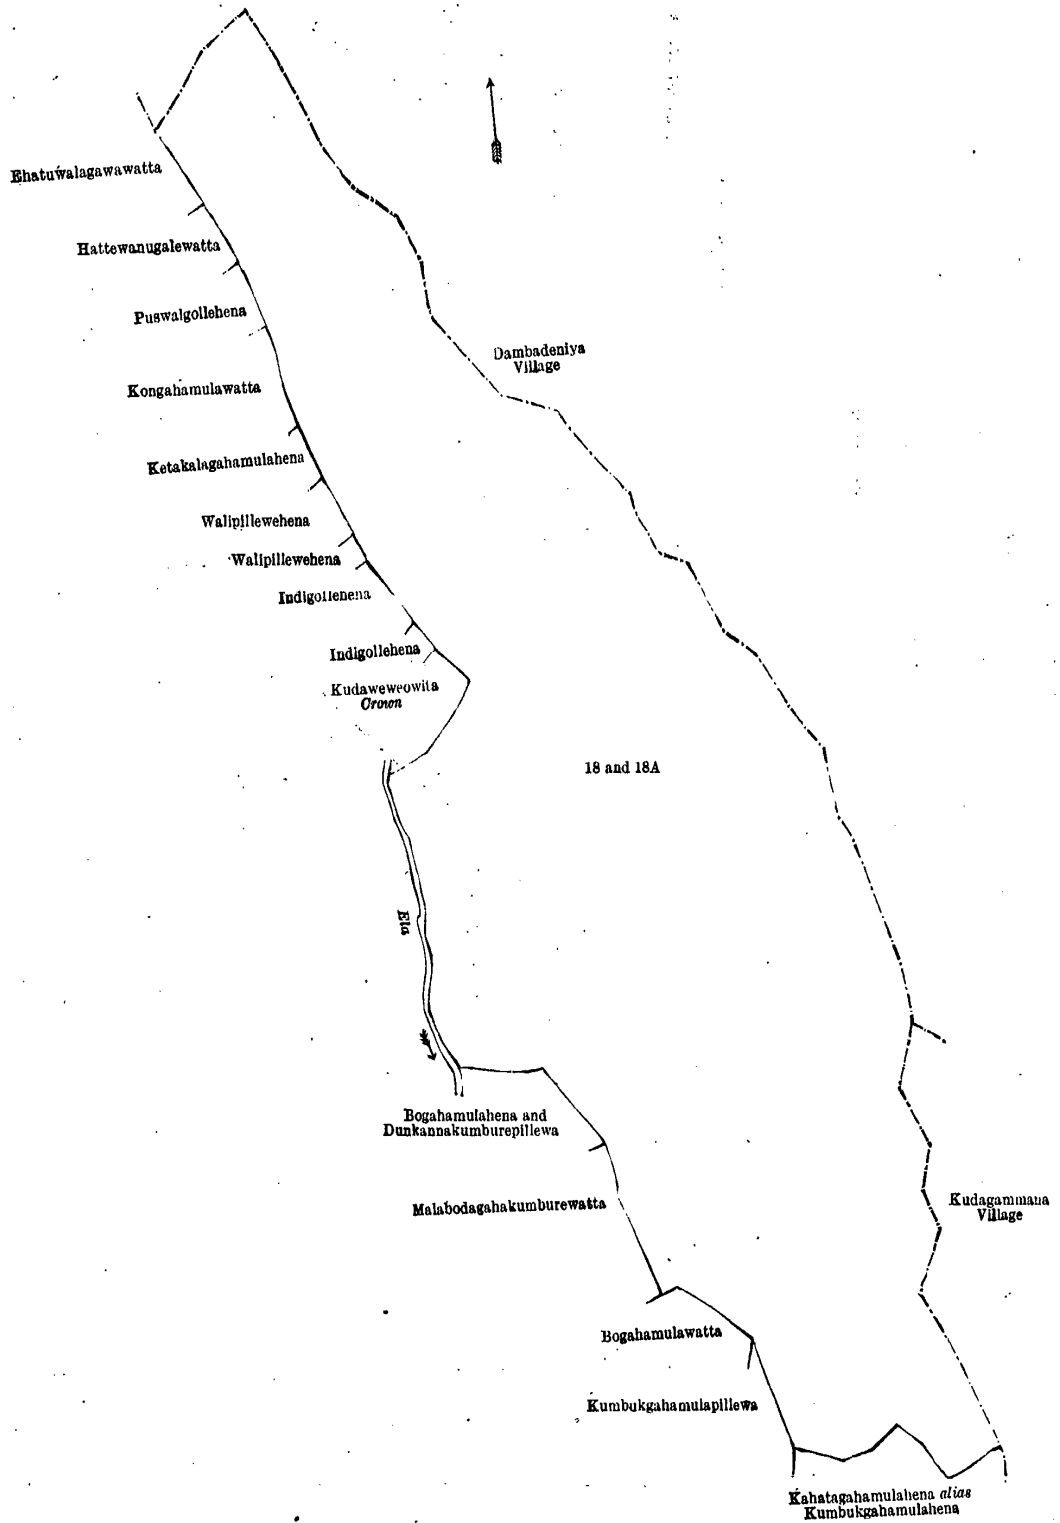 Ehatuwalagawawatta
Hattewanugalewatta
Puswalgollehena
Dambadeniya
Village
Kongahamulawatta
Ketakalagahamulahena
Walipillewehena
Walipillewehena
Indigollehena
Indigollehena
Kudaweweowita
Crown
18 and 18A
Ela
Bogahamulahena and
Dunkannakumburepillewa
Malabodagahakumburewatta
Kudagammana
Village
Bogahamulawatta
Kumbukgahamulapillewa
Kahatagahamulahena alias
Kumbukgahamulahena